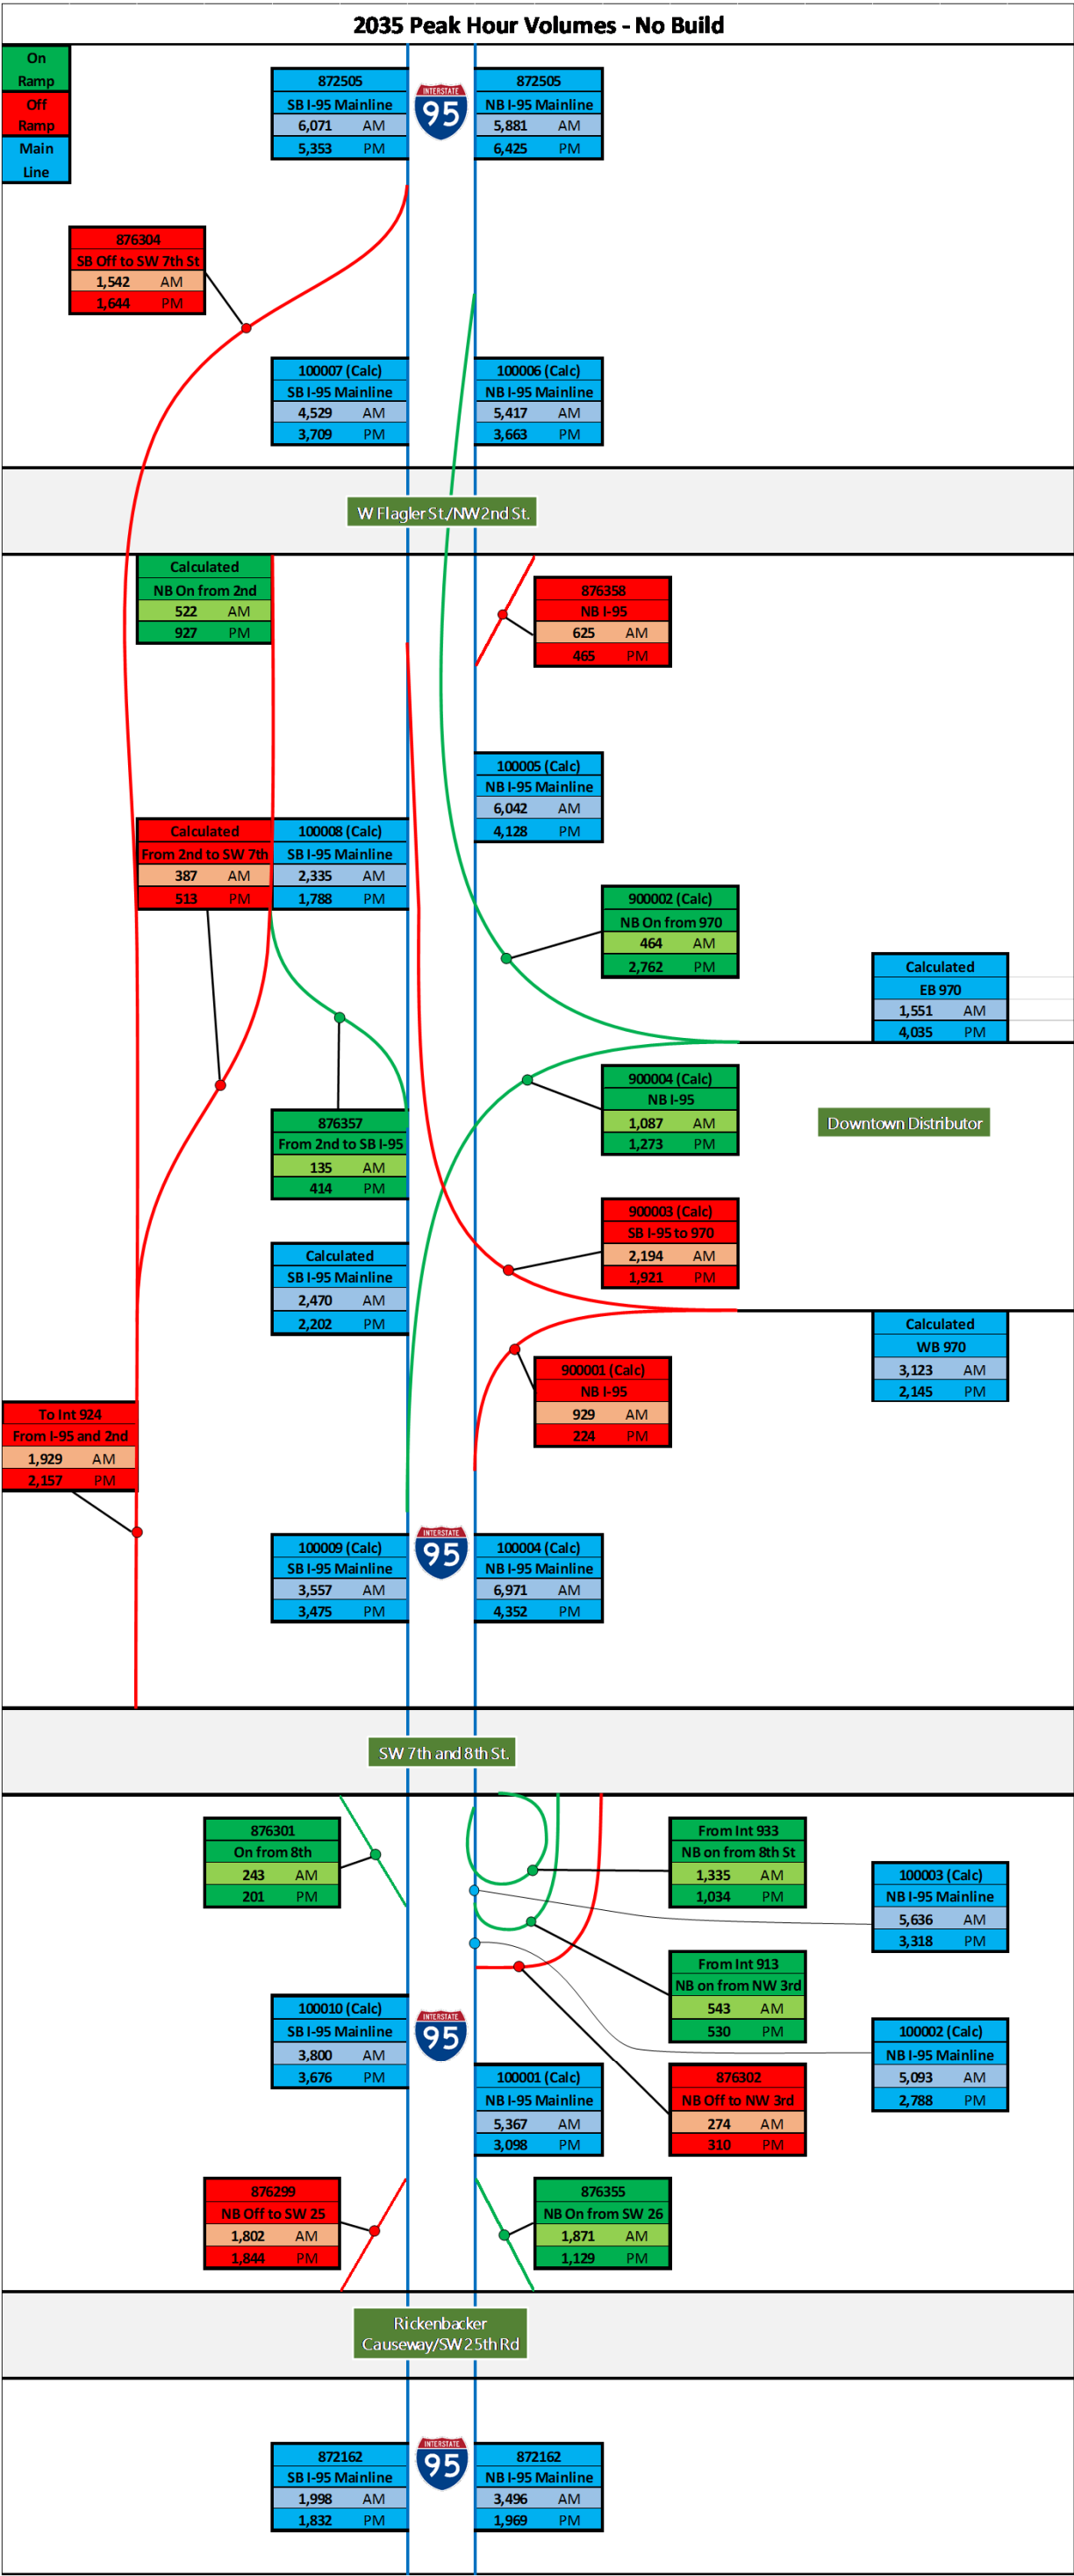 2035 Peak Hour Volumes - No Build
On
Ramp
Off
Ramp
Main
Line
872505
SB I-95 Mainline
6,071 AM
5,353 PM
INTERSTATE
95
872505
NB I-95 Mainline
5,881 AM
6,425 PM
876304
SB Off to SW 7th St
1,542 AM
1,644 PM
100007 (Calc)
SB I-95 Mainline
4,529 AM
3,709 PM
100006 (Calc)
NB I-95 Mainline
5,417 AM
3,663 PM
W Flagler St./NW 2nd St.
Calculated
NB On from 2nd
522 AM
927 PM
876358
NB I-95
625 AM
465 PM
100005 (Calc)
NB I-95 Mainline
6,042 AM
4,128 PM
Calculated
From 2nd to SW 7th
387 AM
513 PM
100008 (Calc)
SB I-95 Mainline
2,335 AM
1,788 PM
900002 (Calc)
NB On from 970
464 AM
2,762 PM
Calculated
EB 970
1,551 AM
4,035 PM
900004 (Calc)
NB I-95
1,087 AM
1,273 PM
Downtown Distributor
876357
From 2nd to SB I-95
135 AM
414 PM
900003 (Calc)
SB I-95 to 970
2,194 AM
1,921 PM
Calculated
SB I-95 Mainline
2,470 AM
2,202 PM
Calculated
WB 970
3,123 AM
2,145 PM
900001 (Calc)
NB I-95
929 AM
224 PM
To Int 924
From I-95 and 2nd
1,929 AM
2,157 PM
100009 (Calc)
SB I-95 Mainline
3,557 AM
3,475 PM
INTERSTATE
95
100004 (Calc)
NB I-95 Mainline
6,971 AM
4,352 PM
SW 7th and 8th St.
876301
On from 8th
243 AM
201 PM
From Int 933
NB on from 8th St
1,335 AM
1,034 PM
100003 (Calc)
NB I-95 Mainline
5,636 AM
3,318 PM
From Int 913
NB on from NW 3rd
543 AM
530 PM
100010 (Calc)
SB I-95 Mainline
3,800 AM
3,676 PM
INTERSTATE
95
100002 (Calc)
NB I-95 Mainline
5,093 AM
2,788 PM
100001 (Calc)
NB I-95 Mainline
5,367 AM
3,098 PM
876302
NB Off to NW 3rd
274 AM
310 PM
876299
NB Off to SW 25
1,802 AM
1,844 PM
876355
NB On from SW 26
1,871 AM
1,129 PM
Rickenbacker
Causeway/SW 25th Rd
872162
SB I-95 Mainline
1,998 AM
1,832 PM
INTERSTATE
95
872162
NB I-95 Mainline
3,496 AM
1,969 PM